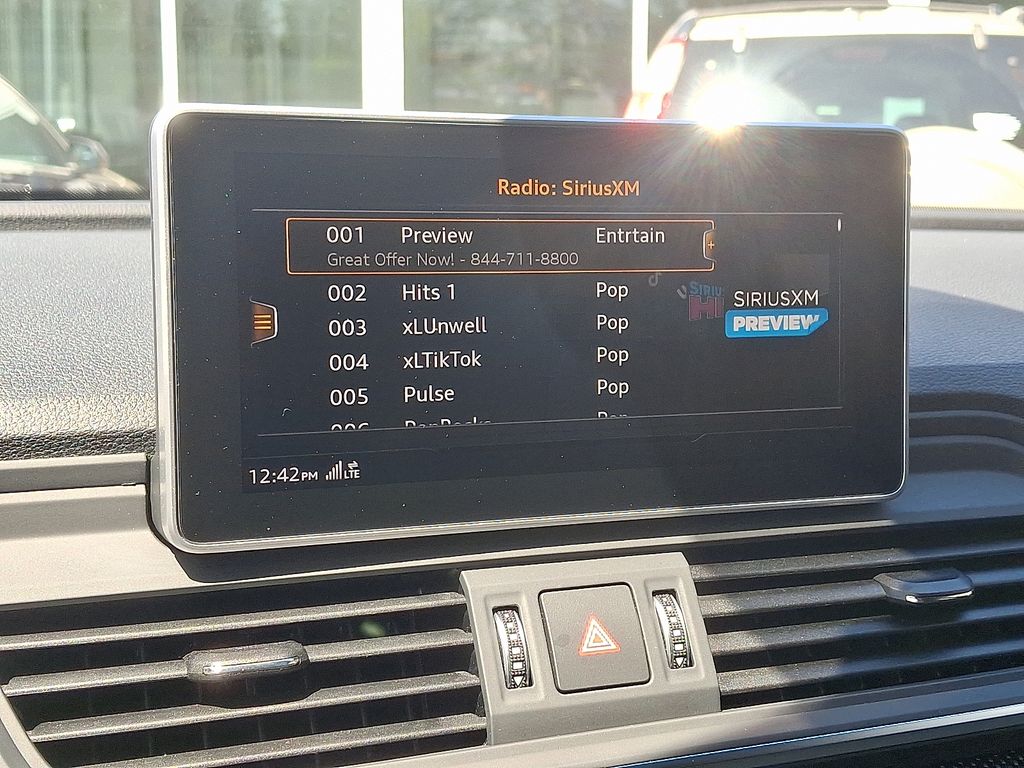 Radio: SiriusXM
001 Preview Entrtain
Great Offer Now! - 844-711-8800
002 Hits 1 Pop
003 xLUnwell Pop
004 xLTikTok Pop
005 Pulse Pop
SIRIUSXM
PREVIEW
12:42PM LTE